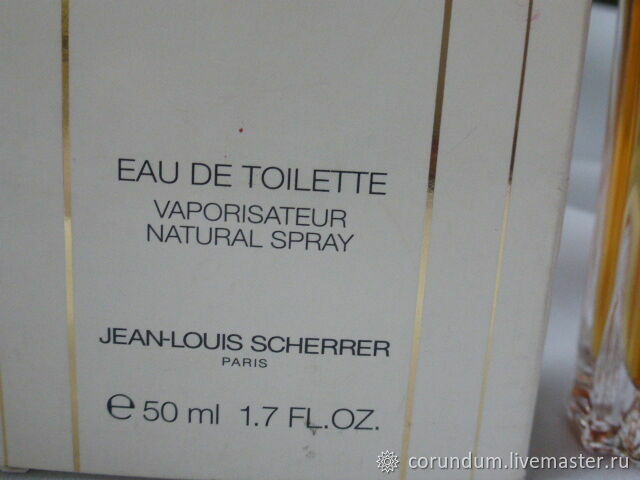 EAU DE TOILETTE
VAPORISATEUR
NATURAL SPRAY
JEAN-LOUIS SCHERRER
PARIS
e 50 ml 1.7 FL.OZ.
corundum.livemaster.ru